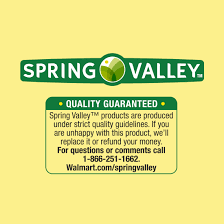 SPRING VALLEY™
• QUALITY GUARANTEED •
Spring Valley™ products are produced
under strict quality guidelines. If you
are unhappy with this product, we'll
replace it or refund your money.
For questions or comments call
1-866-251-1662.
Walmart.com/springvalley